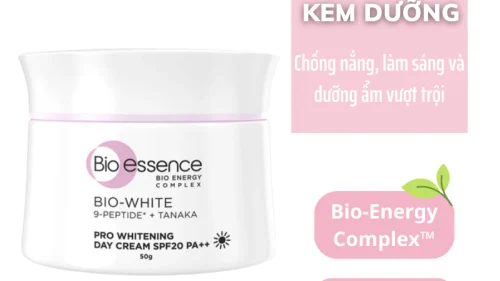 KEM DƯỠNG
Chống nắng, làm sáng và
dưỡng ẩm vượt trội
Bio essence
BIO ENERGY
COMPLEX
BIO-WHITE
9-PEPTIDE* + TANAKA
PRO WHITENING
DAY CREAM SPF20 PA++
50g
Bio-Energy
Complex™